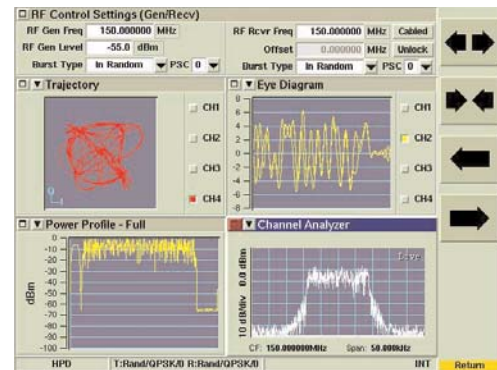 RF Control Settings (Gen/Recv)
RF Gen Freq 150.000000 MHz
RF Gen Level -55.0 dBm
Burst Type In Random PSC 0
RF Rcvr Freq 150.000000 MHz Cabled
Offset 0.000000 MHz Unlock
Burst Type In Random PSC 0
Trajectory
CH1
CH2
CH3
CH4
Q
I
Eye Diagram
8
6
4
2
0
-2
-4
-6
-8
CH1
CH2
CH3
CH4
Power Profile - Full
dBm
0
-10
-20
-30
-40
-50
-60
-70
-80
-90
-100
Channel Analyzer
Live
10 dB/div 0.0 dBm
CF: 150.000000MHz Span: 50.000kHz
HPD T:Rand/QPSK/0 R:Rand/QPSK/0 INT Return